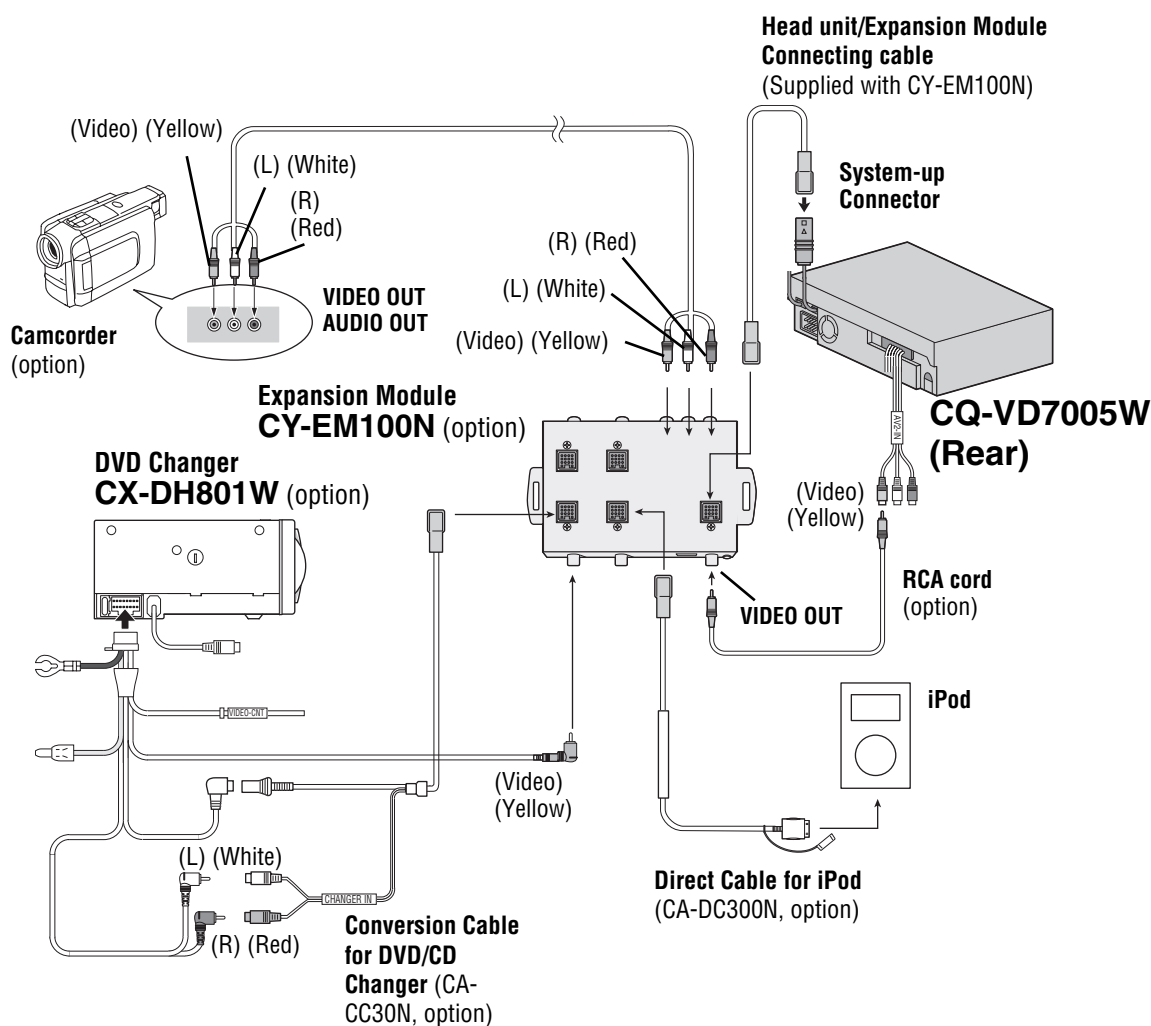 Head unit/Expansion Module
Connecting cable
(Supplied with CY-EM100N)
(Video) (Yellow)
(L) (White)
(R)
(Red)
System-up
Connector
(R) (Red)
(L) (White)
(Video) (Yellow)
VIDEO OUT
AUDIO OUT
Camcorder
(option)
Expansion Module
CY-EM100N (option)
CQ-VD7005W
(Rear)
AV2-IN
DVD Changer
CX-DH801W (option)
(Video)
(Yellow)
RCA cord
(option)
VIDEO OUT
iPod
VIDEO-CNT
(Video)
(Yellow)
(L) (White)
CHANGER IN
(R) (Red)
Direct Cable for iPod
(CA-DC300N, option)
Conversion Cable
for DVD/CD
Changer (CA-
CC30N, option)